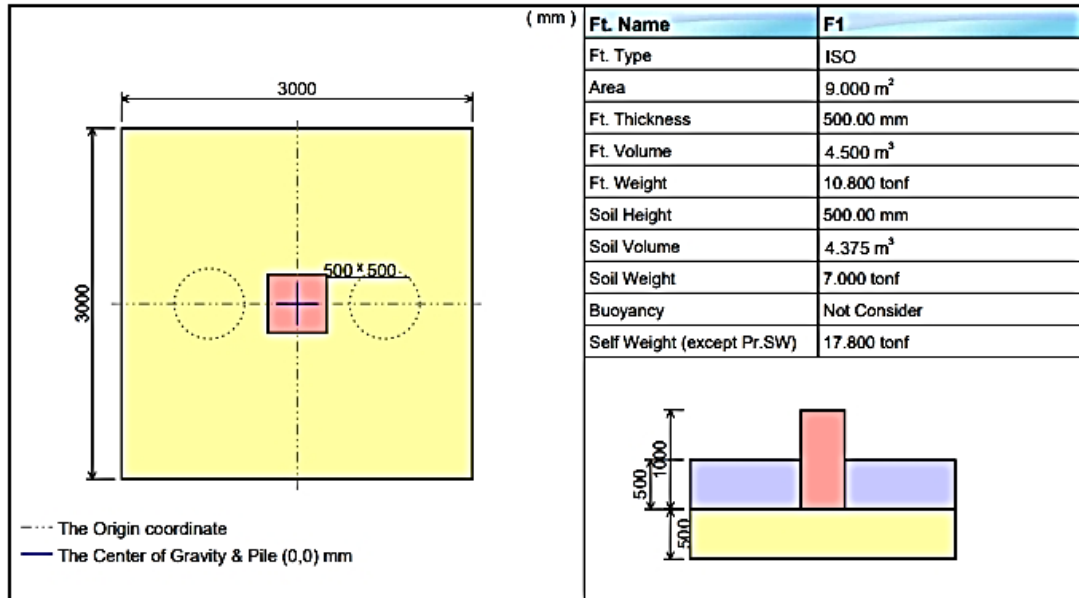 ( mm )
3000
3000
500 x 500
--·-- The Origin coordinate
— The Center of Gravity & Pile (0,0) mm
Ft. Name F1
Ft. Type ISO
Area 9.000 m²
Ft. Thickness 500.00 mm
Ft. Volume 4.500 m³
Ft. Weight 10.800 tonf
Soil Height 500.00 mm
Soil Volume 4.375 m³
Soil Weight 7.000 tonf
Buoyancy Not Consider
Self Weight (except Pr.SW) 17.800 tonf
1000
500
500